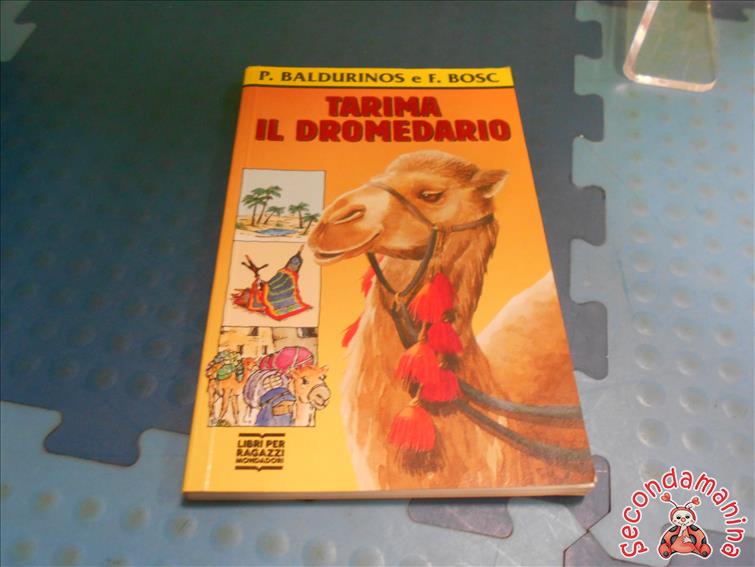 P. BALDURINOS e F. BOSC
TARIMA
IL DROMEDARIO
LIBRI PER
RAGAZZI
MONDADORI
Secondamanina